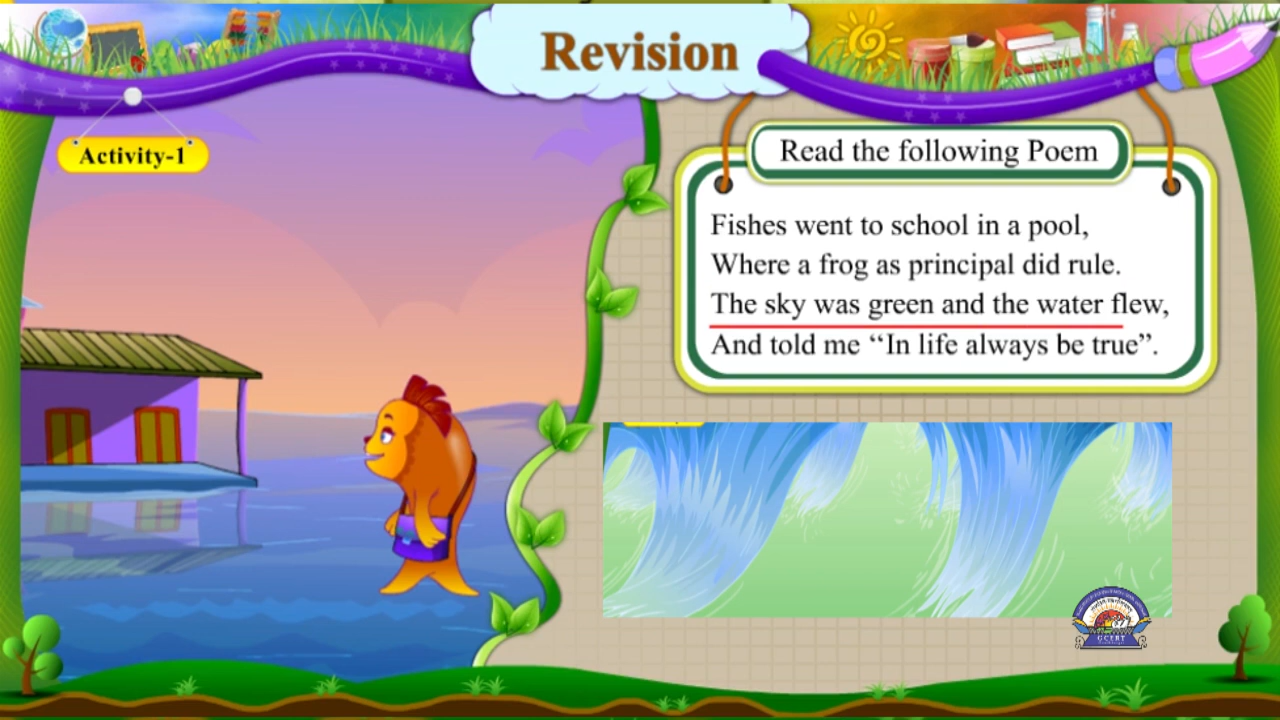 Revision
Activity-1
Read the following Poem
Fishes went to school in a pool,
Where a frog as principal did rule.
The sky was green and the water flew,
And told me “In life always be true”.
GCERT